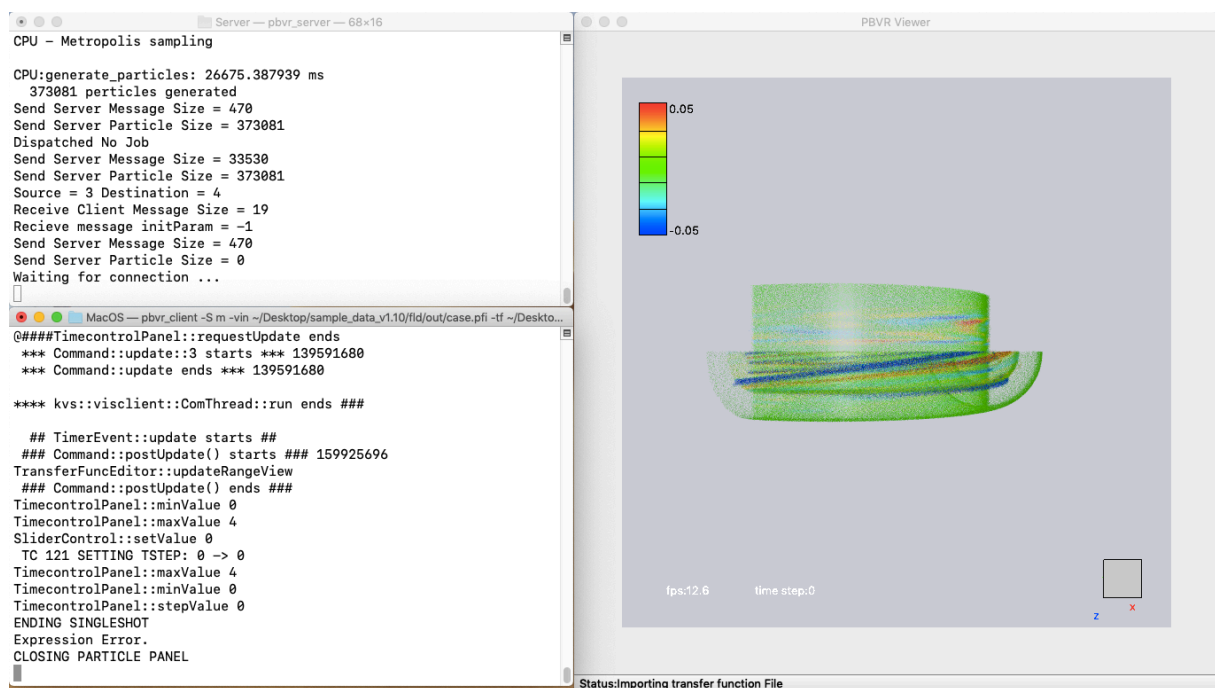 Server — pbvr_server — 68×16
CPU – Metropolis sampling
CPU:generate_particles: 26675.387939 ms
373081 perticles generated
Send Server Message Size = 470
Send Server Particle Size = 373081
Dispatched No Job
Send Server Message Size = 33530
Send Server Particle Size = 373081
Source = 3 Destination = 4
Receive Client Message Size = 19
Recieve message initParam = -1
Send Server Message Size = 470
Send Server Particle Size = 0
Waiting for connection ...
MacOS — pbvr_client -S m -vin ~/Desktop/sample_data_v1.10/fld/out/case.pfi -tf ~/Deskto...
@####TimecontrolPanel::requestUpdate ends
*** Command::update::3 starts *** 139591680
*** Command::update ends *** 139591680
**** kvs::visclient::ComThread::run ends ###
## TimerEvent::update starts ##
### Command::postUpdate() starts ### 159925696
TransferFuncEditor::updateRangeView
### Command::postUpdate() ends ###
TimecontrolPanel::minValue 0
TimecontrolPanel::maxValue 4
SliderControl::setValue 0
TC 121 SETTING TSTEP: 0 -> 0
TimecontrolPanel::maxValue 4
TimecontrolPanel::minValue 0
TimecontrolPanel::stepValue 0
ENDING SINGLESHOT
Expression Error.
CLOSING PARTICLE PANEL
PBVR Viewer
0.05
-0.05
fps:12.6 time step:0
X
Z
Status:Importing transfer function File